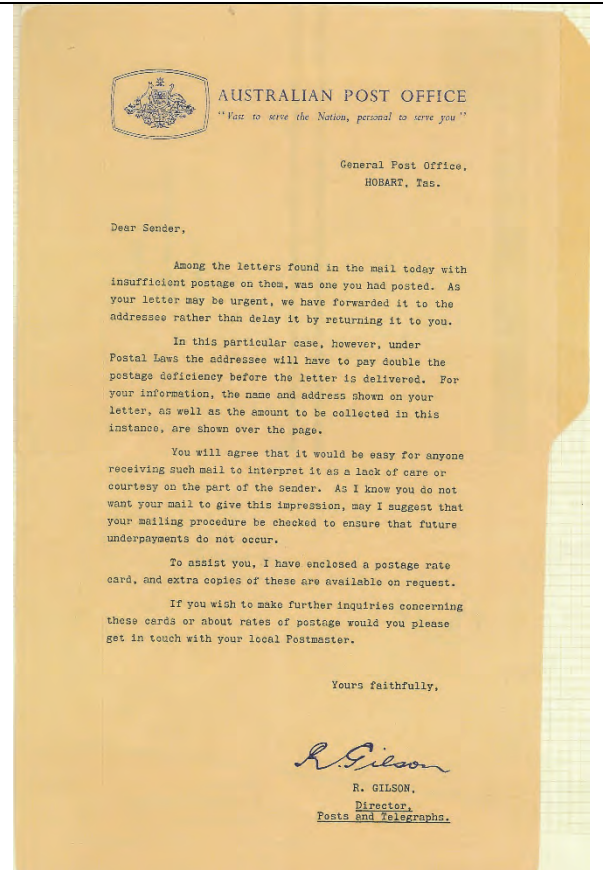 AUSTRALIAN POST OFFICE
"Vast to serve the Nation, personal to serve you"
General Post Office,
HOBART, Tas.
Dear Sender,
Among the letters found in the mail today with
insufficient postage on them, was one you had posted. As
your letter may be urgent, we have forwarded it to the
addressee rather than delay it by returning it to you.
In this particular case, however, under
Postal Laws the addressee will have to pay double the
postage deficiency before the letter is delivered. For
your information, the name and address shown on your
letter, as well as the amount to be collected in this
instance, are shown over the page.
You will agree that it would be easy for anyone
receiving such mail to interpret it as a lack of care or
courtesy on the part of the sender. As I know you do not
want your mail to give this impression, may I suggest that
your mailing procedure be checked to ensure that future
underpayments do not occur.
To assist you, I have enclosed a postage rate
card, and extra copies of these are available on request.
If you wish to make further inquiries concerning
these cards or about rates of postage would you please
get in touch with your local Postmaster.
Yours faithfully,
R. Gilson
R. GILSON,
Director,
Posts and Telegraphs.